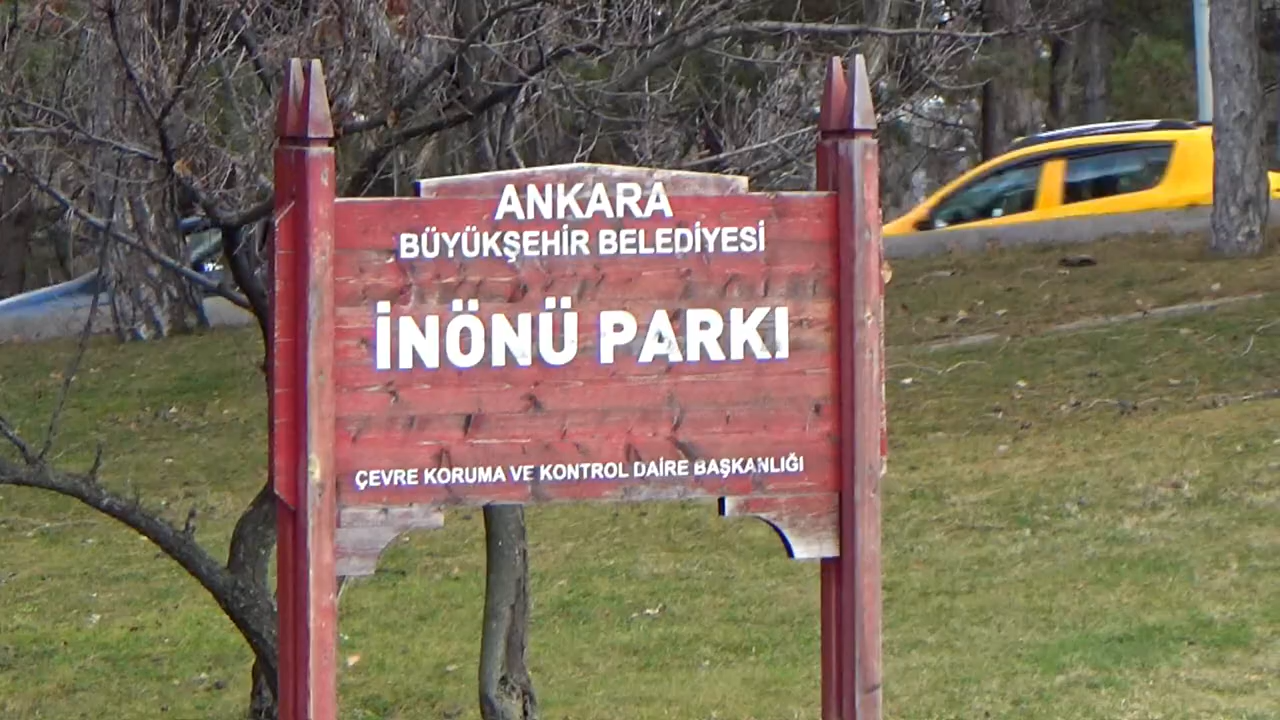 ANKARA
BÜYÜKŞEHİR BELEDİYESİ
İNÖNÜ PARKI
ÇEVRE KORUMA VE KONTROL DAİRE BAŞKANLIĞI